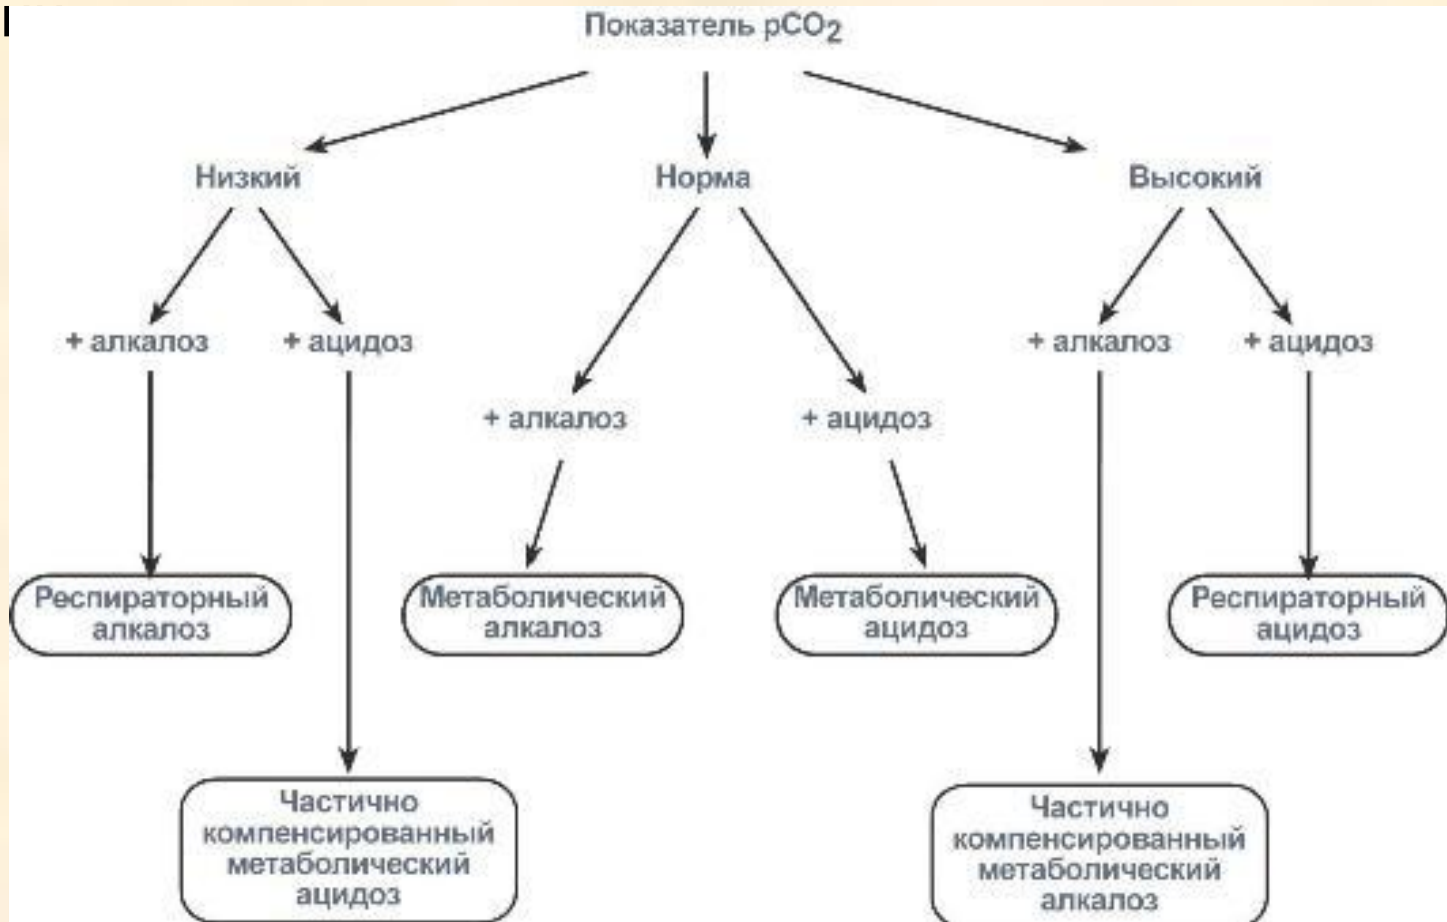 Показатель pCO₂
Низкий
Норма
Высокий
+ алкалоз
+ ацидоз
+ алкалоз
+ ацидоз
+ алкалоз
+ ацидоз
Респираторный
алкалоз
Метаболический
алкалоз
Метаболический
ацидоз
Респираторный
ацидоз
Частично
компенсированный
метаболический
ацидоз
Частично
компенсированный
метаболический
алкалоз